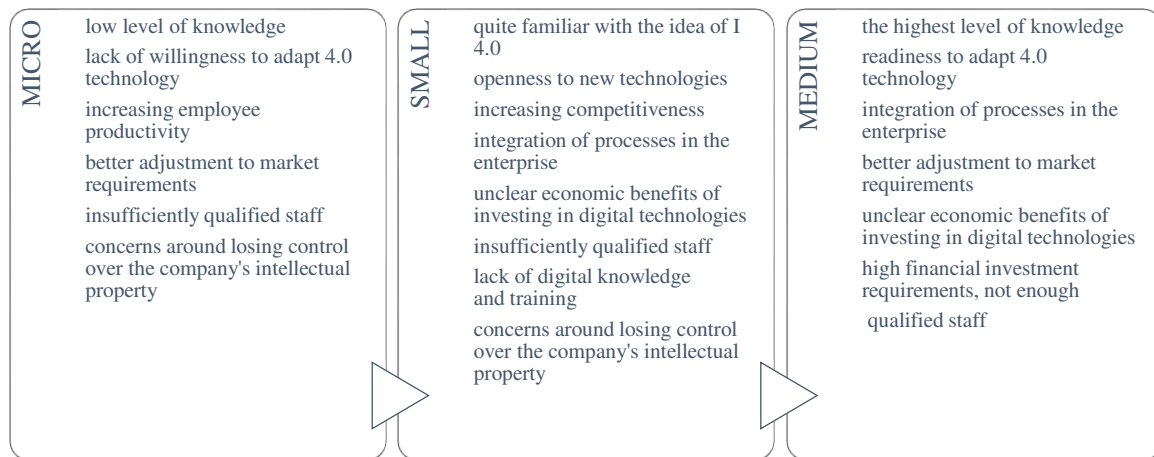 MICRO
low level of knowledge
lack of willingness to adapt 4.0
technology
increasing employee
productivity
better adjustment to market
requirements
insufficiently qualified staff
concerns around losing control
over the company's intellectual
property
SMALL
quite familiar with the idea of I
4.0
openness to new technologies
increasing competitiveness
integration of processes in the
enterprise
unclear economic benefits of
investing in digital technologies
insufficiently qualified staff
lack of digital knowledge
and training
concerns around losing control
over the company's intellectual
property
MEDIUM
the highest level of knowledge
readiness to adapt 4.0
technology
integration of processes in the
enterprise
better adjustment to market
requirements
unclear economic benefits of
investing in digital technologies
high financial investment
requirements, not enough
qualified staff